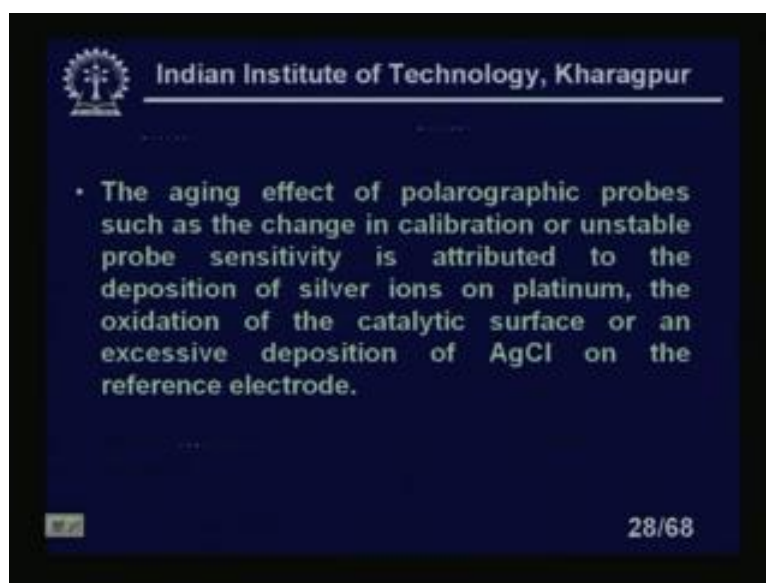 Indian Institute of Technology, Kharagpur
• The aging effect of polarographic probes
such as the change in calibration or unstable
probe sensitivity is attributed to the
deposition of silver ions on platinum, the
oxidation of the catalytic surface or an
excessive deposition of AgCl on the
reference electrode.
28/68